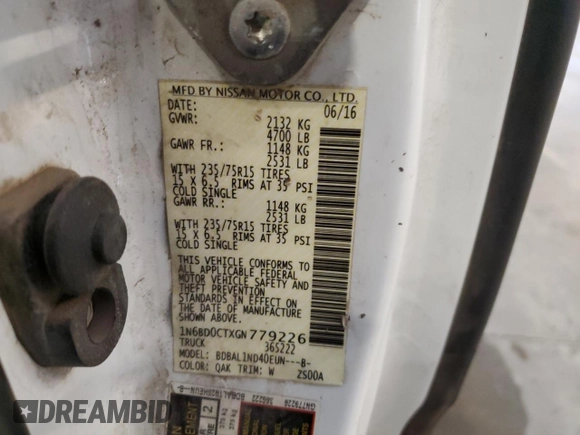 MFD BY NISSAN MOTOR CO., LTD.
DATE: 06/16
GVWR: 2132 KG
4700 LB
GAWR FR.: 1148 KG
2531 LB
WITH 235/75R15 TIRES
15 X 6.5 RIMS AT 35 PSI
COLD SINGLE
GAWR RR.: 1148 KG
2531 LB
WITH 235/75R15 TIRES
15 X 6.5 RIMS AT 35 PSI
COLD SINGLE
THIS VEHICLE CONFORMS TO
ALL APPLICABLE FEDERAL
MOTOR VEHICLE SAFETY AND
THEFT PREVENTION
STANDARDS IN EFFECT ON
THE DATE OF MANUFACTURE
SHOWN ABOVE.
1N6BD0CTXGN779226
TRUCK 365222
MODEL: BDBAL1ND40EUN---B-
COLOR: QAK TRIM: W ZS00A
GN779226
365222
2
DREAMBID